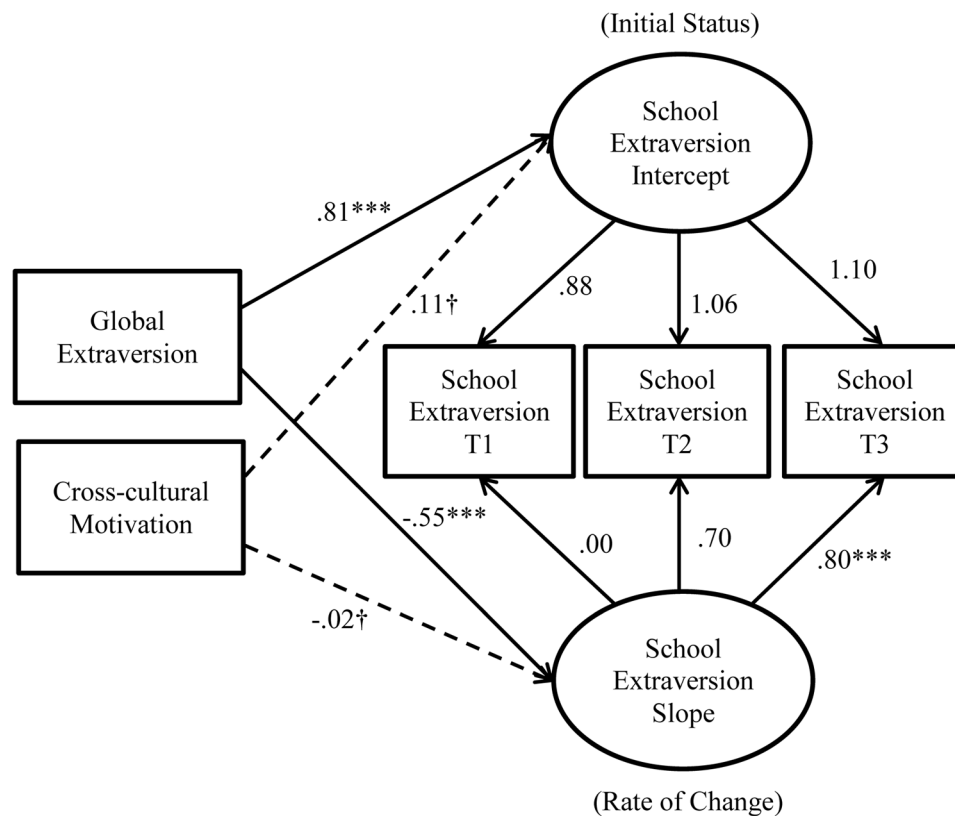 (Initial Status)
School
Extraversion
Intercept
.81***
.11†
.88
1.06
1.10
Global
Extraversion
School
Extraversion
T1
School
Extraversion
T2
School
Extraversion
T3
Cross-cultural
Motivation
-.55***
.00
.70
.80***
-.02†
School
Extraversion
Slope
(Rate of Change)